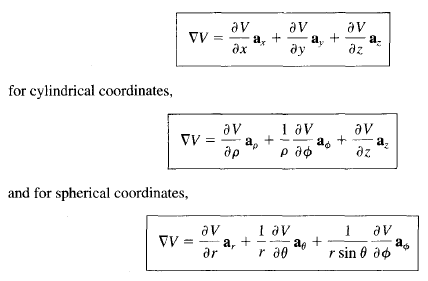 ∇V = ∂V/∂x aₓ + ∂V/∂y a_y + ∂V/∂z a_z
for cylindrical coordinates,
∇V = ∂V/∂ρ a_ρ + 1/ρ ∂V/∂φ a_φ + ∂V/∂z a_z
and for spherical coordinates,
∇V = ∂V/∂r a_r + 1/r ∂V/∂θ a_θ + 1/(r sin θ) ∂V/∂φ a_φ